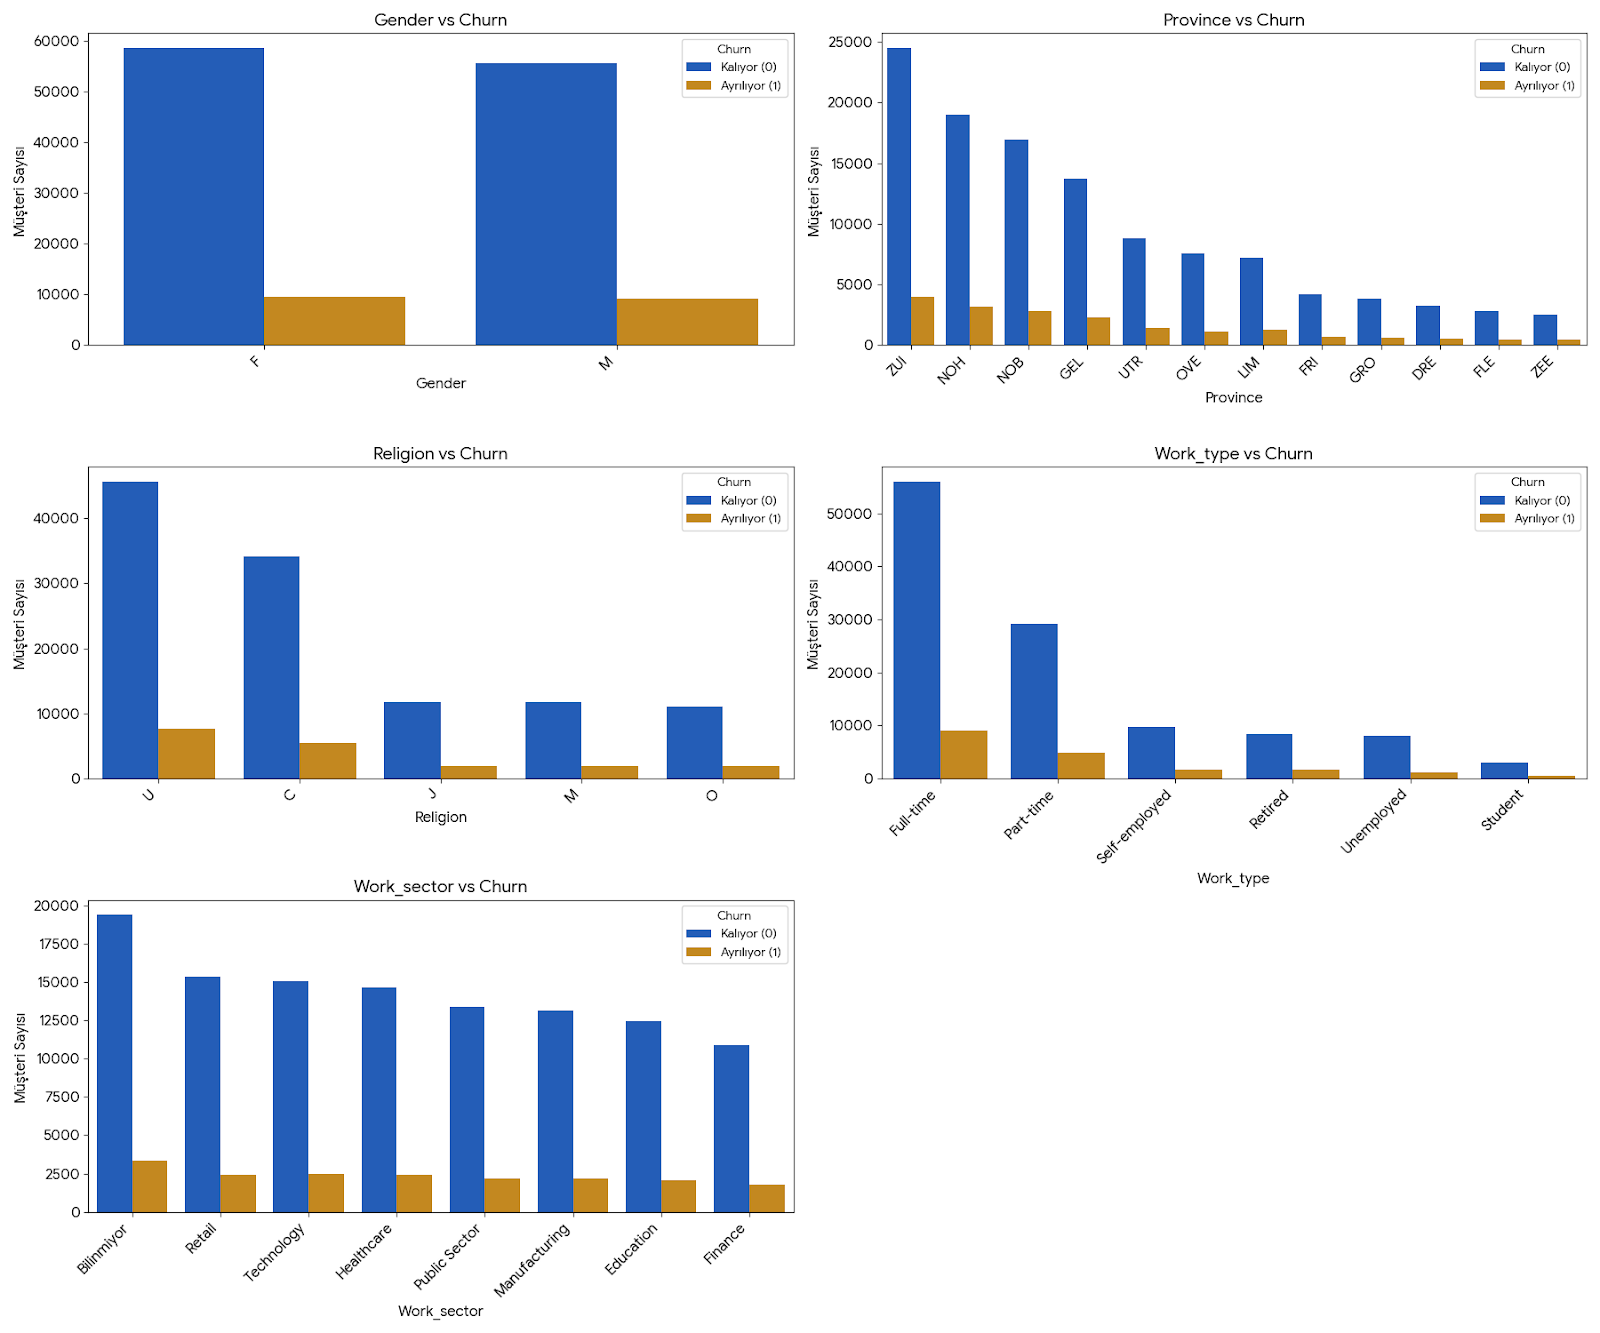 Gender vs Churn
Müşteri Sayısı
60000
50000
40000
30000
20000
10000
0
Churn
Kalıyor (0)
Ayrılıyor (1)
F
M
Gender
Province vs Churn
Müşteri Sayısı
25000
20000
15000
10000
5000
0
Churn
Kalıyor (0)
Ayrılıyor (1)
ZUI
NOH
NOB
GEL
UTR
OVE
LIM
FRI
GRO
DRE
FLE
ZEE
Province
Religion vs Churn
Müşteri Sayısı
40000
30000
20000
10000
0
Churn
Kalıyor (0)
Ayrılıyor (1)
U
C
J
M
O
Religion
Work_type vs Churn
Müşteri Sayısı
50000
40000
30000
20000
10000
0
Churn
Kalıyor (0)
Ayrılıyor (1)
Full-time
Part-time
Self-employed
Retired
Unemployed
Student
Work_type
Work_sector vs Churn
Müşteri Sayısı
20000
17500
15000
12500
10000
7500
5000
2500
0
Churn
Kalıyor (0)
Ayrılıyor (1)
Bilinmiyor
Retail
Technology
Healthcare
Public Sector
Manufacturing
Education
Finance
Work_sector